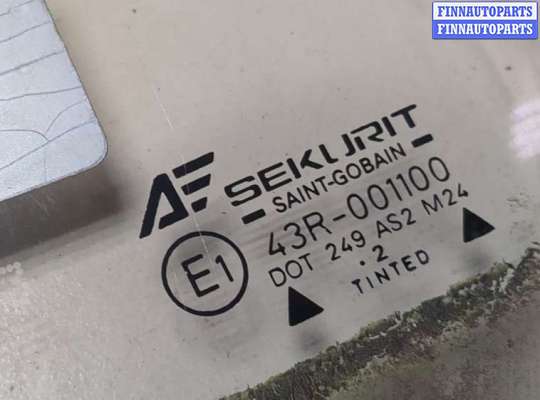 FINNAUTOPARTS
FINNAUTOPARTS
SEKURIT
SAINT-GOBAIN
E1
43R-001100
DOT 249 AS2 M24
.2
TINTED